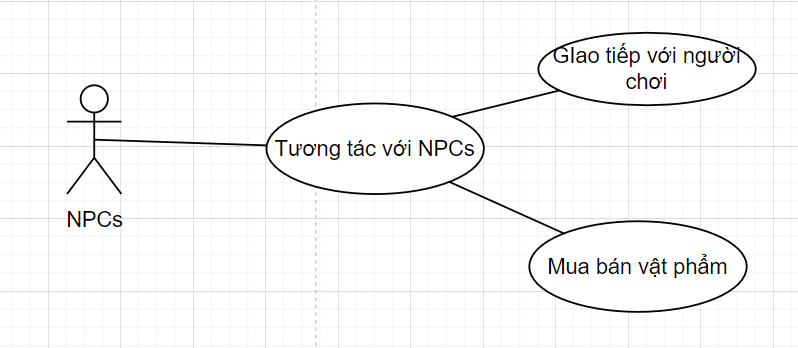 GIao tiếp với người
chơi
Tương tác với NPCs
NPCs
Mua bán vật phẩm